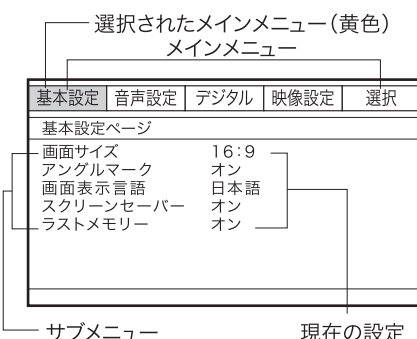 選択されたメインメニュー(黄色)
メインメニュー
基本設定 音声設定 デジタル 映像設定 選択
基本設定ページ
画面サイズ 16:9
アングルマーク オン
画面表示言語 日本語
スクリーンセーバー オン
ラストメモリー オン
サブメニュー 現在の設定